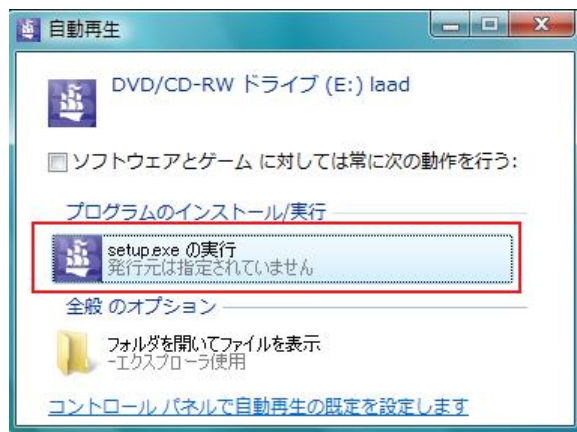 自動再生
DVD/CD-RW ドライブ (E:) laad
ソフトウェアとゲーム に対しては常に次の動作を行う:
プログラムのインストール/実行
setup.exe の実行
発行元は指定されていません
全般 のオプション
フォルダを開いてファイルを表示
-エクスプローラ使用
コントロール パネルで自動再生の既定を設定します